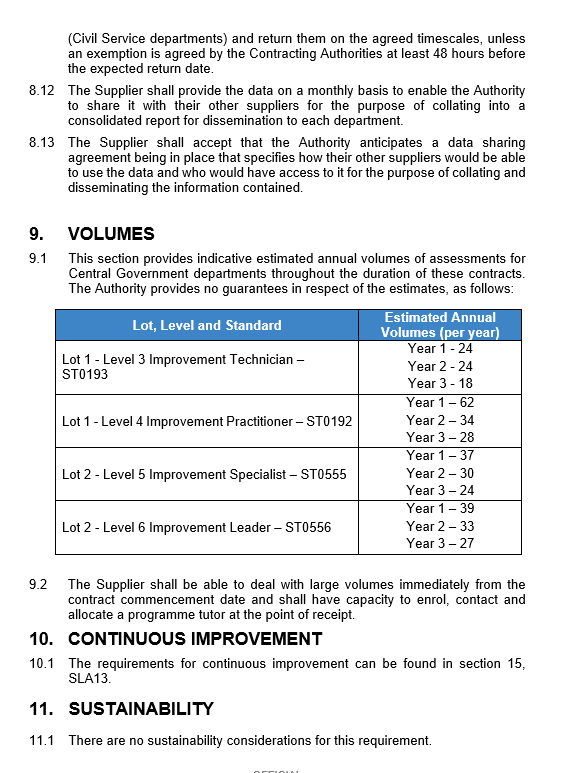 (Civil Service departments) and return them on the agreed timescales, unless
an exemption is agreed by the Contracting Authorities at least 48 hours before
the expected return date.
8.12 The Supplier shall provide the data on a monthly basis to enable the Authority
to share it with their other suppliers for the purpose of collating into a
consolidated report for dissemination to each department.
8.13 The Supplier shall accept that the Authority anticipates a data sharing
agreement being in place that specifies how their other suppliers would be able
to use the data and who would have access to it for the purpose of collating and
disseminating the information contained.
9. VOLUMES
9.1 This section provides indicative estimated annual volumes of assessments for
Central Government departments throughout the duration of these contracts.
The Authority provides no guarantees in respect of the estimates, as follows:
Lot, Level and Standard
Estimated Annual
Volumes (per year)
Lot 1 - Level 3 Improvement Technician –
ST0193
Year 1 - 24
Year 2 - 24
Year 3 - 18
Lot 1 - Level 4 Improvement Practitioner – ST0192
Year 1 – 62
Year 2 – 34
Year 3 – 28
Lot 2 - Level 5 Improvement Specialist – ST0555
Year 1 – 37
Year 2 – 30
Year 3 – 24
Lot 2 - Level 6 Improvement Leader – ST0556
Year 1 – 39
Year 2 – 33
Year 3 – 27
9.2 The Supplier shall be able to deal with large volumes immediately from the
contract commencement date and shall have capacity to enrol, contact and
allocate a programme tutor at the point of receipt.
10. CONTINUOUS IMPROVEMENT
10.1 The requirements for continuous improvement can be found in section 15,
SLA13.
11. SUSTAINABILITY
11.1 There are no sustainability considerations for this requirement.